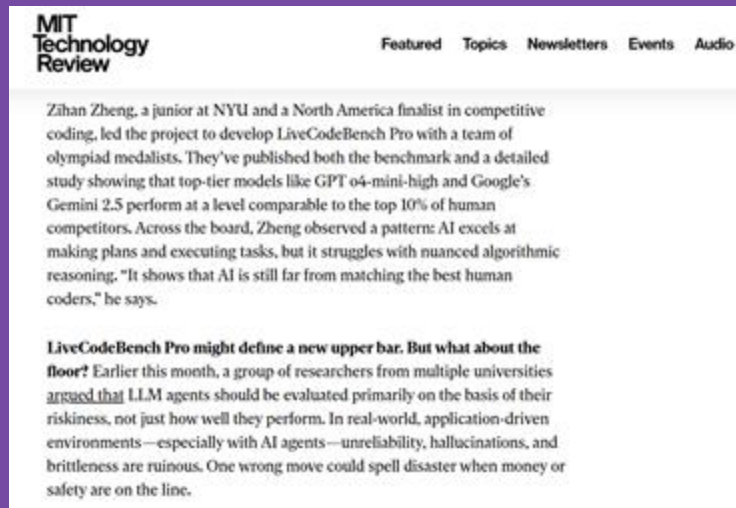 MIT
Technology
Review
Featured Topics Newsletters Events Audio
Zihan Zheng, a junior at NYU and a North America finalist in competitive
coding, led the project to develop LiveCodeBench Pro with a team of
olympiad medalists. They've published both the benchmark and a detailed
study showing that top-tier models like GPT o4-mini-high and Google's
Gemini 2.5 perform at a level comparable to the top 10% of human
competitors. Across the board, Zheng observed a pattern: AI excels at
making plans and executing tasks, but it struggles with nuanced algorithmic
reasoning. "It shows that AI is still far from matching the best human
coders," he says.
LiveCodeBench Pro might define a new upper bar. But what about the
floor? Earlier this month, a group of researchers from multiple universities
argued that LLM agents should be evaluated primarily on the basis of their
riskiness, not just how well they perform. In real-world, application-driven
environments—especially with AI agents—unreliability, hallucinations, and
brittleness are ruinous. One wrong move could spell disaster when money or
safety are on the line.